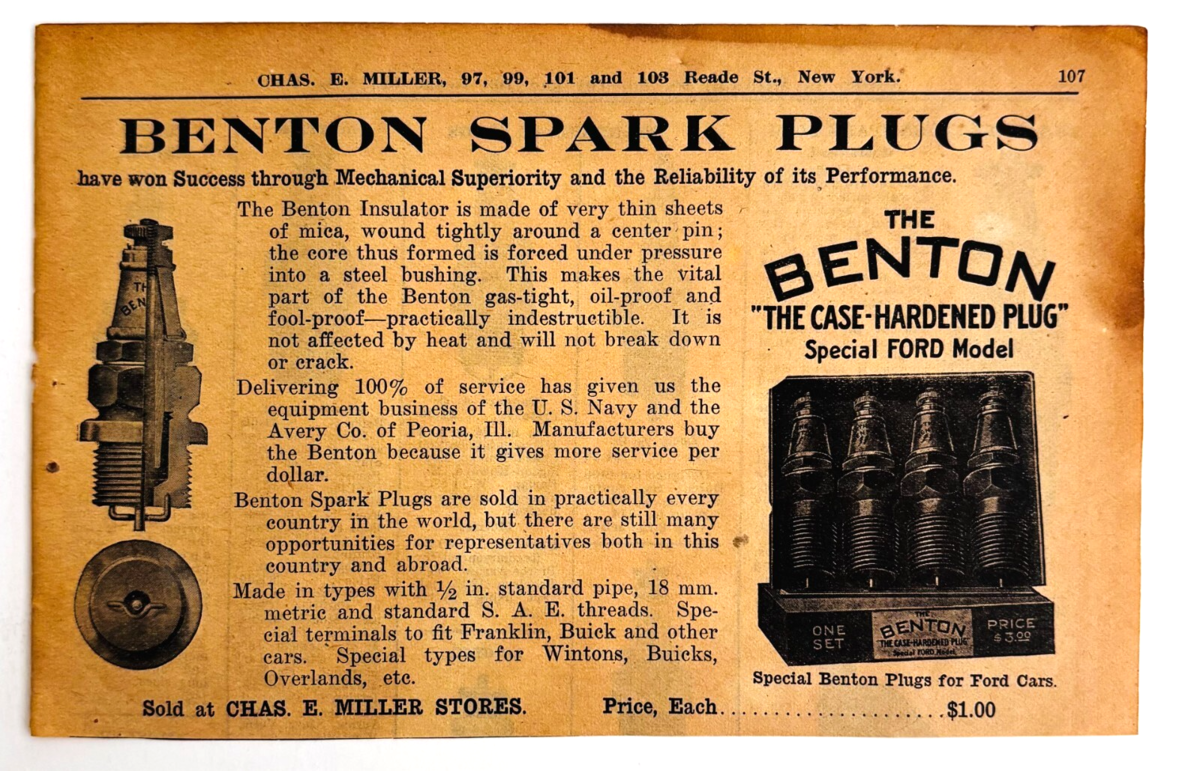 CHAS. E. MILLER, 97, 99, 101 and 103 Reade St., New York. 107
BENTON SPARK PLUGS
have won Success through Mechanical Superiority and the Reliability of its Performance.
The Benton Insulator is made of very thin sheets
of mica, wound tightly around a center pin;
the core thus formed is forced under pressure
into a steel bushing. This makes the vital
part of the Benton gas-tight, oil-proof and
fool-proof—practically indestructible. It is
not affected by heat and will not break down
or crack.
Delivering 100% of service has given us the
equipment business of the U. S. Navy and the
Avery Co. of Peoria, Ill. Manufacturers buy
the Benton because it gives more service per
dollar.
Benton Spark Plugs are sold in practically every
country in the world, but there are still many
opportunities for representatives both in this
country and abroad.
Made in types with ½ in. standard pipe, 18 mm.
metric and standard S. A. E. threads. Spe-
cial terminals to fit Franklin, Buick and other
cars. Special types for Wintons, Buicks,
Overlands, etc.
TH
BEN
THE
BENTON
"THE CASE-HARDENED PLUG"
Special FORD Model
ONE
SET
THE
BENTON
THE CASE-HARDENED PLUG
Special FORD Model
PRICE
$3.00
Special Benton Plugs for Ford Cars.
Sold at CHAS. E. MILLER STORES. Price, Each......................$1.00